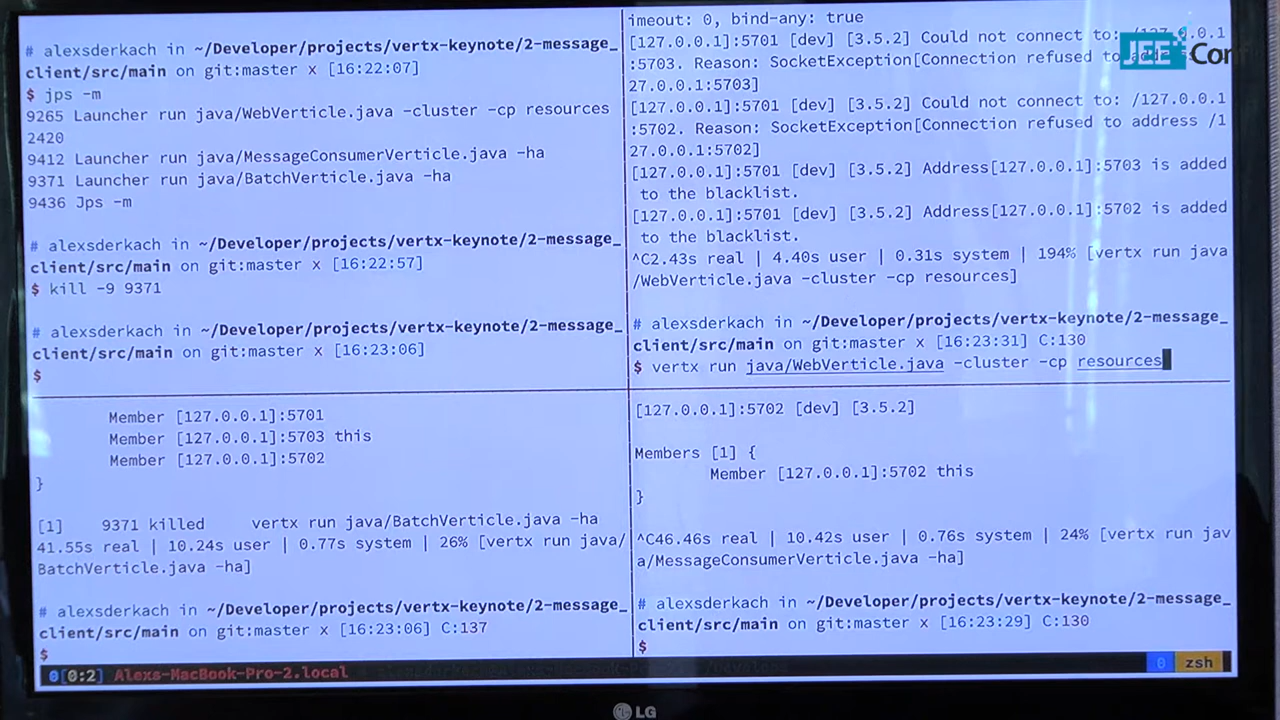 # alexsderkach in ~/Developer/projects/vertx-keynote/2-message_
client/src/main on git:master x [16:22:07]
$ jps -m
9265 Launcher run java/WebVerticle.java -cluster -cp resources
2420
9412 Launcher run java/MessageConsumerVerticle.java -ha
9371 Launcher run java/BatchVerticle.java -ha
9436 Jps -m
# alexsderkach in ~/Developer/projects/vertx-keynote/2-message_
client/src/main on git:master x [16:22:57]
$ kill -9 9371
# alexsderkach in ~/Developer/projects/vertx-keynote/2-message_
client/src/main on git:master x [16:23:06]
$
imeout: 0, bind-any: true
[127.0.0.1]:5701 [dev] [3.5.2] Could not connect to: /127.0.0.1
:5703. Reason: SocketException[Connection refused to address /1
27.0.0.1:5703]
[127.0.0.1]:5701 [dev] [3.5.2] Could not connect to: /127.0.0.1
:5702. Reason: SocketException[Connection refused to address /1
27.0.0.1:5702]
[127.0.0.1]:5701 [dev] [3.5.2] Address[127.0.0.1]:5703 is added
to the blacklist.
[127.0.0.1]:5701 [dev] [3.5.2] Address[127.0.0.1]:5702 is added
to the blacklist.
^C2.43s real | 4.40s user | 0.31s system | 194% [vertx run java
/WebVerticle.java -cluster -cp resources]
# alexsderkach in ~/Developer/projects/vertx-keynote/2-message_
client/src/main on git:master x [16:23:31] C:130
$ vertx run java/WebVerticle.java -cluster -cp resources
Member [127.0.0.1]:5701
Member [127.0.0.1]:5703 this
Member [127.0.0.1]:5702
}
[1] 9371 killed vertx run java/BatchVerticle.java -ha
41.55s real | 10.24s user | 0.77s system | 26% [vertx run java/
BatchVerticle.java -ha]
# alexsderkach in ~/Developer/projects/vertx-keynote/2-message_
client/src/main on git:master x [16:23:06] C:137
$
[127.0.0.1]:5702 [dev] [3.5.2]
Members [1] {
Member [127.0.0.1]:5702 this
}
^C46.46s real | 10.42s user | 0.76s system | 24% [vertx run jav
a/MessageConsumerVerticle.java -ha]
# alexsderkach in ~/Developer/projects/vertx-keynote/2-message_
client/src/main on git:master x [16:23:29] C:130
$
0[0:2] Alexs-MacBook-Pro-2.local
0 zsh
JEE Conf
LG